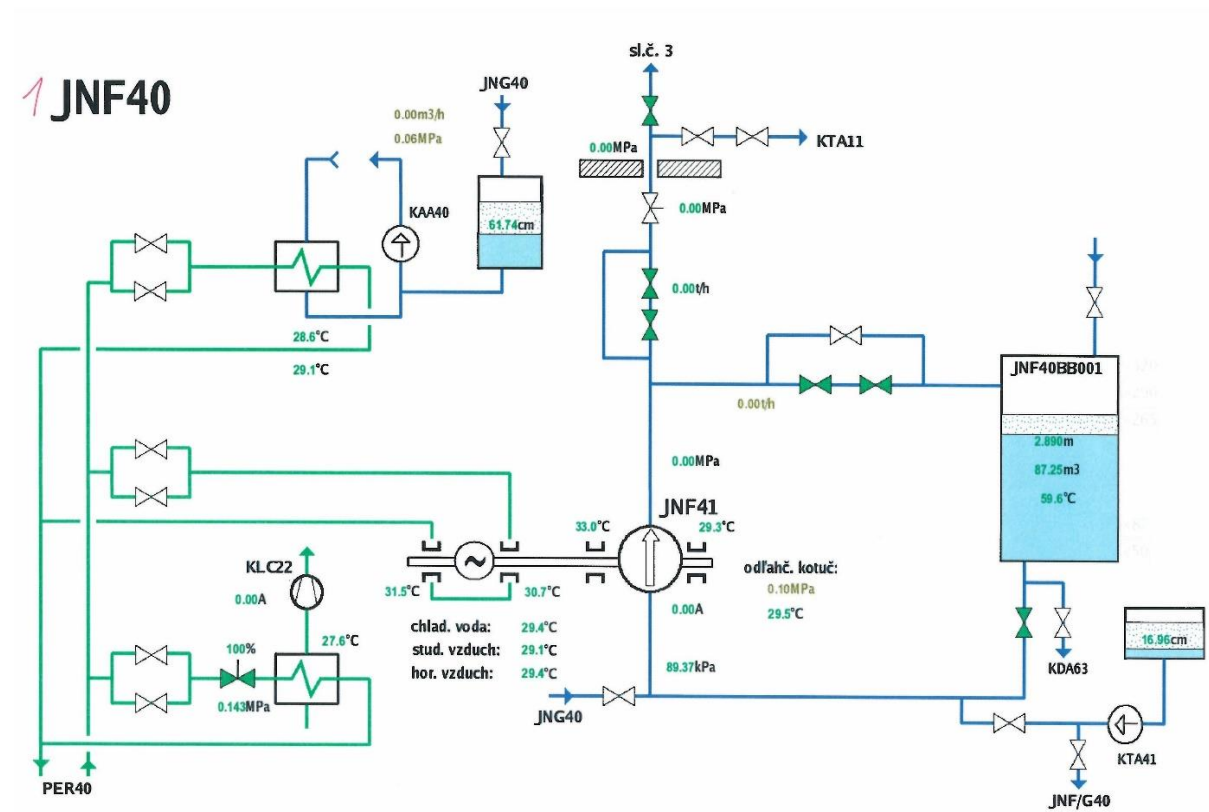 sl.č. 3
1 JNF40
JNG40
0.00m3/h
0.06MPa
KAA40
61.74cm
0.00MPa
KTA11
0.00MPa
0.00t/h
28.6°C
29.1°C
0.00t/h
JNF40BB001
2.890m
87.25m3
59.6°C
0.00MPa
JNF41
33.0°C
29.3°C
KLC22
0.00A
31.5°C
30.7°C
odľahč. kotuč:
0.10MPa
29.5°C
0.00A
27.6°C
chlad. voda: 29.4°C
stud. vzduch: 29.1°C
hor. vzduch: 29.4°C
100%
0.143MPa
89.37kPa
KDA63
16.96cm
JNG40
KTA41
PER40
JNF/G40